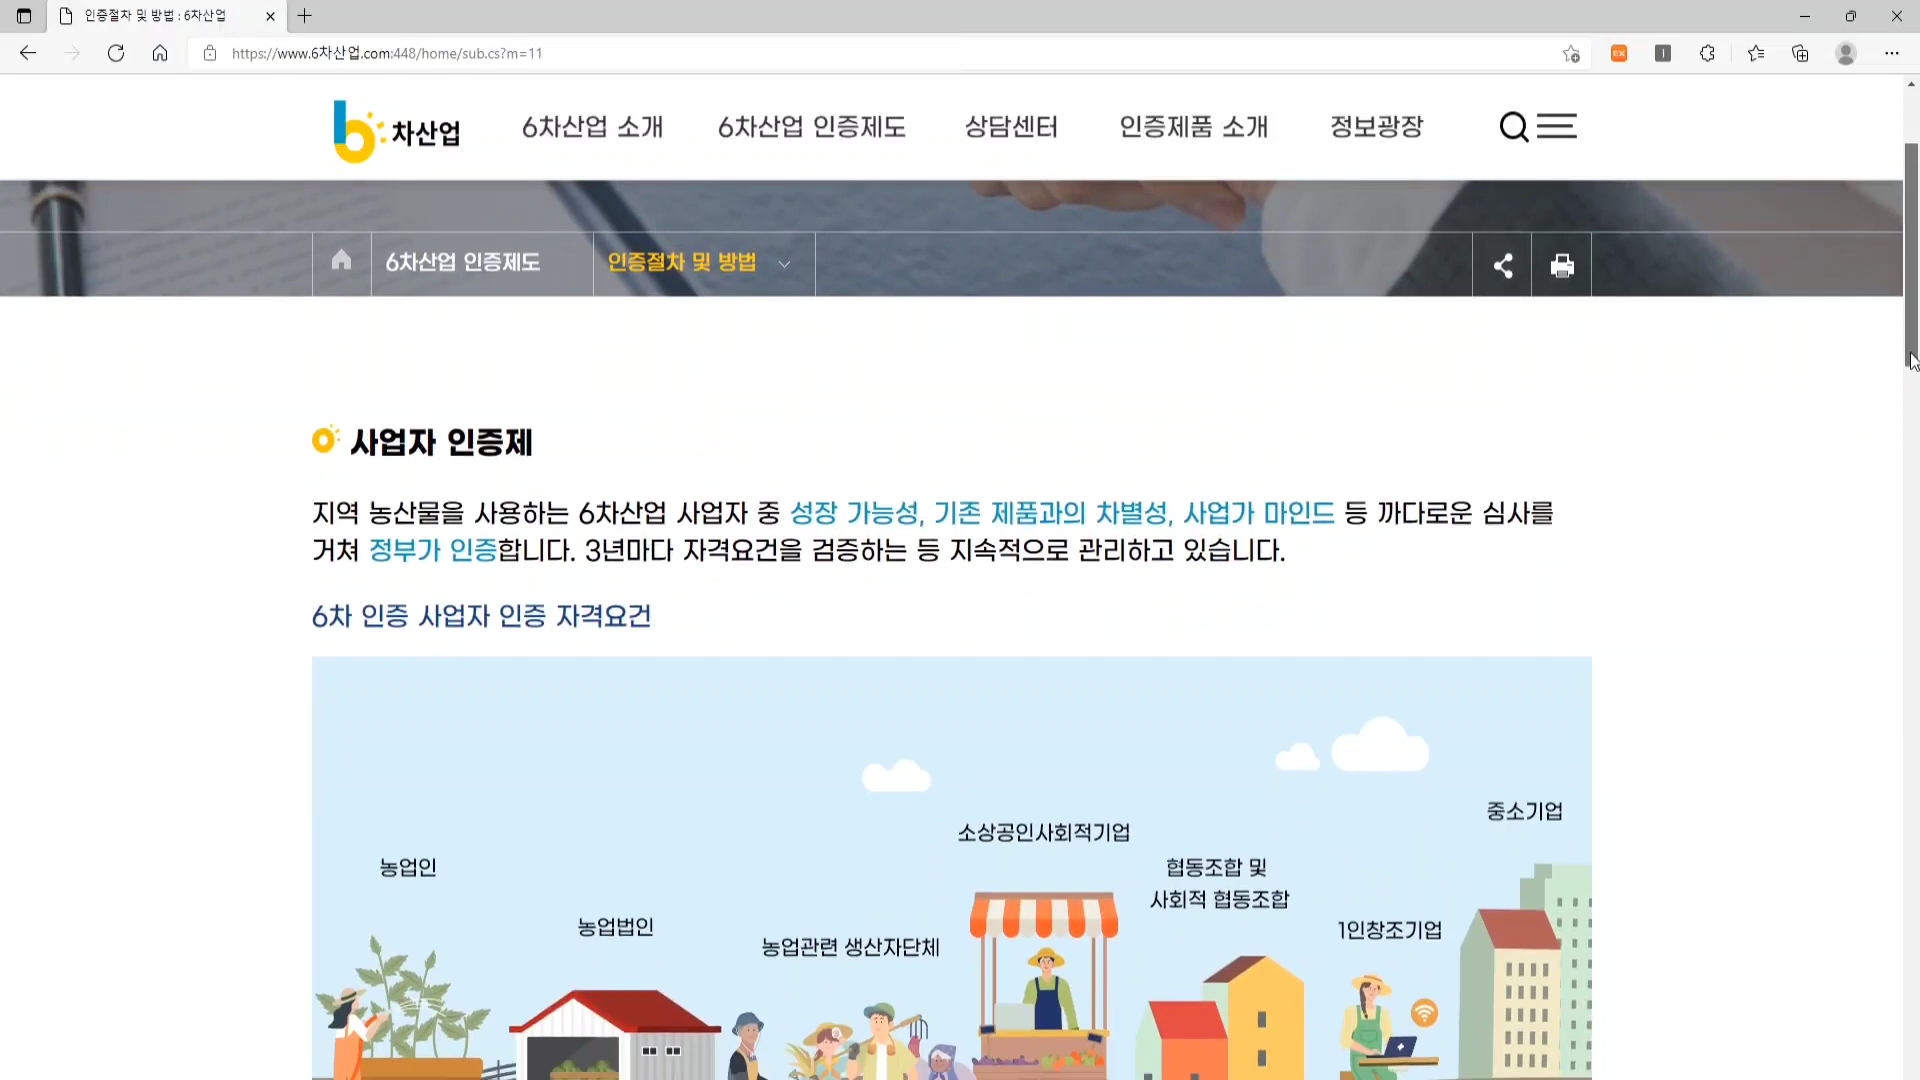 인증절차 및 방법 : 6차산업
https://www.6차산업.com:448/home/sub.cs?m=11
6차산업
6차산업 소개
6차산업 인증제도
상담센터
인증제품 소개
정보광장
6차산업 인증제도
인증절차 및 방법
사업자 인증제
지역 농산물을 사용하는 6차산업 사업자 중 성장 가능성, 기존 제품과의 차별성, 사업가 마인드 등 까다로운 심사를
거쳐 정부가 인증합니다. 3년마다 자격요건을 검증하는 등 지속적으로 관리하고 있습니다.
6차 인증 사업자 인증 자격요건
농업인
농업법인
농업관련 생산자단체
소상공인사회적기업
협동조합 및
사회적 협동조합
1인창조기업
중소기업